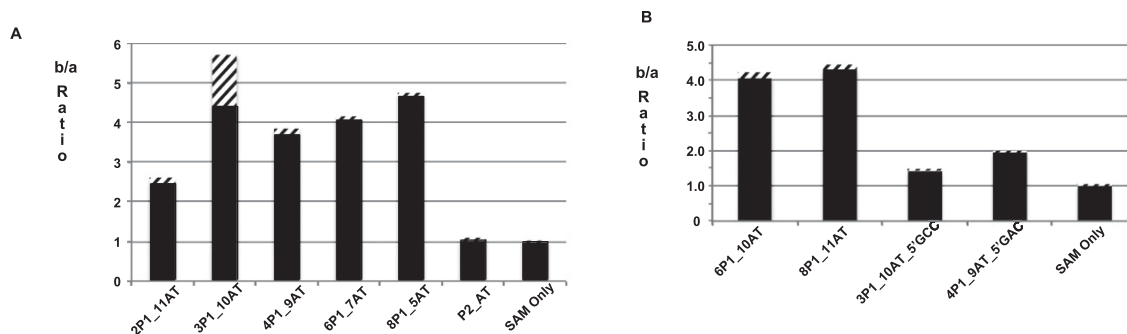 A
b/a
R
a
t
i
o
6
5
4
3
2
1
0
2P1_11AT
3P1_10AT
4P1_9AT
6P1_7AT
8P1_5AT
P2_AT
SAM Only
B
b/a
R
a
t
i
o
5.0
4.0
3.0
2.0
1.0
0
6P1_10AT
8P1_11AT
3P1_10AT_5'GCC
4P1_9AT_5'GAC
SAM Only